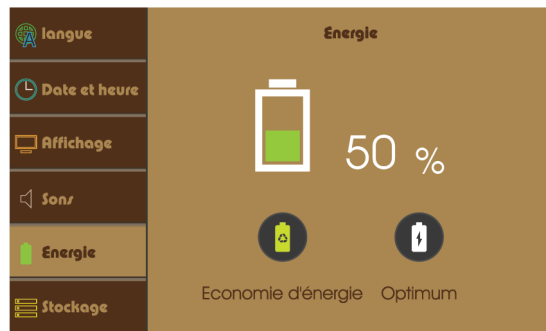 langue
Date et heure
Affichage
Sons
Energie
Stockage
Energie
50 %
Economie d'énergie
Optimum